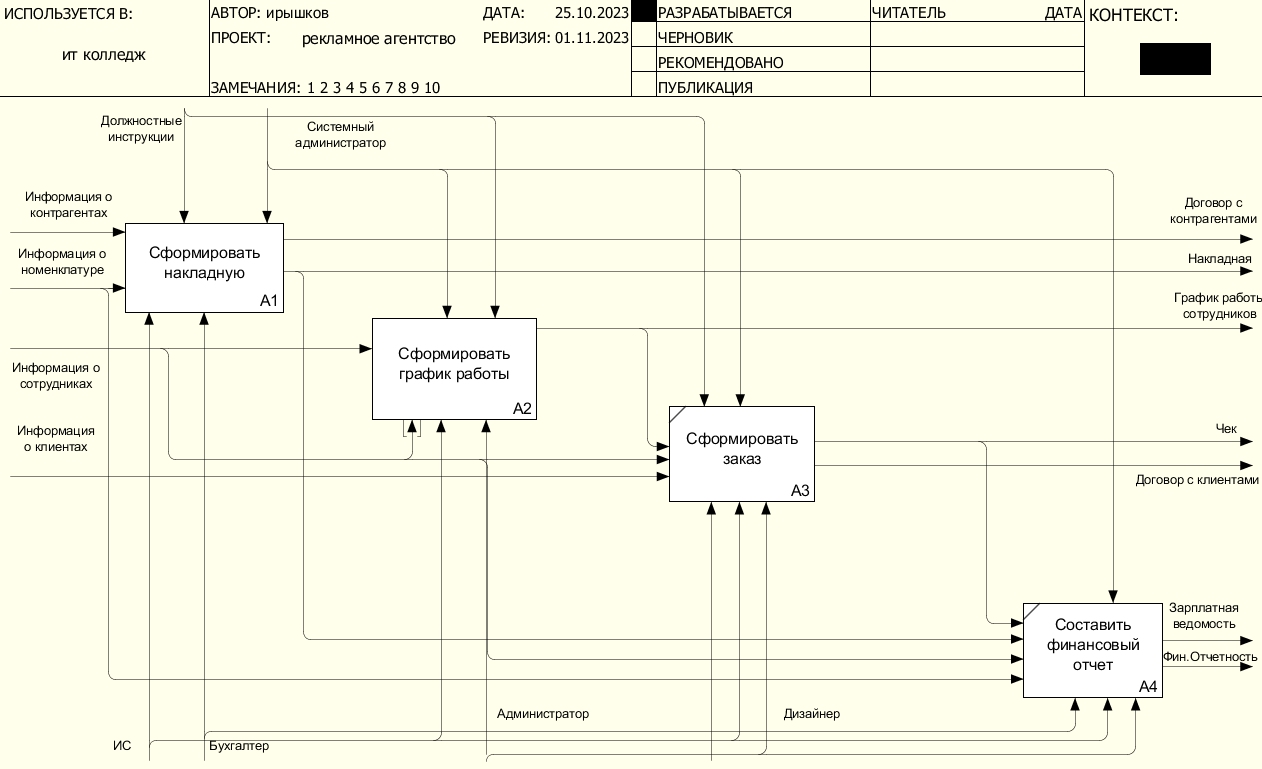 ИСПОЛЬЗУЕТСЯ В:
ит колледж
АВТОР: ирышков
ДАТА: 25.10.2023
ПРОЕКТ: рекламное агентство
РЕВИЗИЯ: 01.11.2023
ЗАМЕЧАНИЯ: 1 2 3 4 5 6 7 8 9 10
РАЗРАБАТЫВАЕТСЯ
ЧЕРНОВИК
РЕКОМЕНДОВАНО
ПУБЛИКАЦИЯ
ЧИТАТЕЛЬ
ДАТА
КОНТЕКСТ:
Должностные
инструкции
Системный
администратор
Информация о
контрагентах
Информация о
номенклатуре
Сформировать
накладную
A1
Договор с
контрагентами
Накладная
График работь
сотрудников
Информация о
сотрудниках
Сформировать
график работы
A2
Информация
о клиентах
Сформировать
заказ
A3
Чек
Договор с клиентами
Составить
финансовый
отчет
A4
Зарплатная
ведомость
Фин.Отчетность
Администратор
Дизайнер
ИС
Бухгалтер